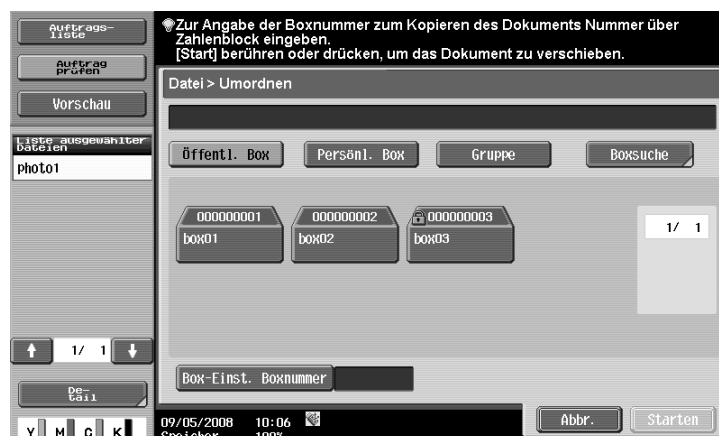 Auftrags-
liste
Auftrag
prüfen
Vorschau
Liste ausgewählter
Dateien
photo1
1/ 1
De-
tail
Y M C K
Zur Angabe der Boxnummer zum Kopieren des Dokuments Nummer über
Zahlenblock eingeben.
[Start] berühren oder drücken, um das Dokument zu verschieben.
Datei > Umordnen
Öffentl. Box Persönl. Box Gruppe Boxsuche
000000001 000000002 000000003
box01 box02 box03
1/ 1
Box-Einst. Boxnummer
09/05/2008 10:06
Speicher 100%
Abbr. Starten